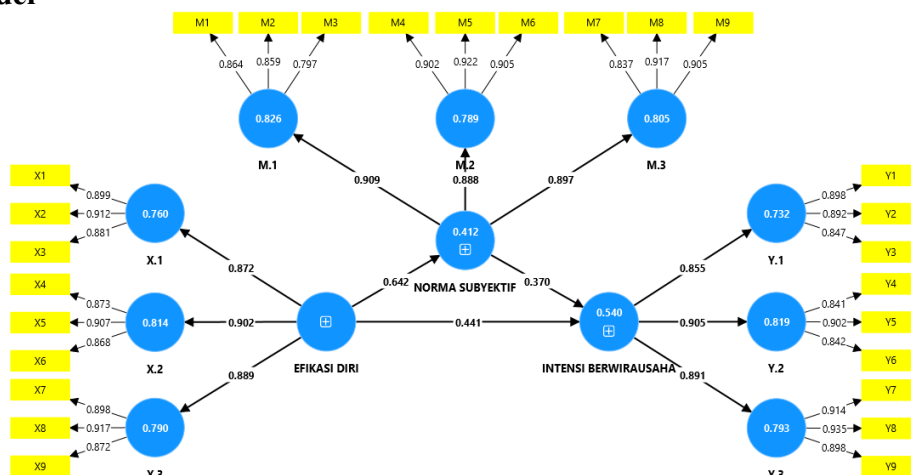 M1 M2 M3 M4 M5 M6 M7 M8 M9
0.864 0.859 0.797 0.902 0.922 0.905 0.837 0.917 0.905
0.826 0.789 0.805
M.1 M.2 M.3
0.909 0.888 0.897
X1 0.899
X2 0.912 0.760
X3 0.881
X.1
Y1 0.898
0.732 0.892 Y2
0.847 Y3
Y.1
0.872
0.412
0.855
0.642 NORMA SUBYEKTIF 0.370
X4 0.873
X5 0.907 0.814
X6 0.868
X.2
0.902
EFIKASI DIRI
0.441
0.540
INTENSI BERWIRAUSAHA
0.905
0.819
Y.2
0.841 Y4
0.902 Y5
0.842 Y6
0.889
0.891
X7 0.898
X8 0.917 0.790
X9 0.872
0.793
0.914 Y7
0.935 Y8
0.898 Y9